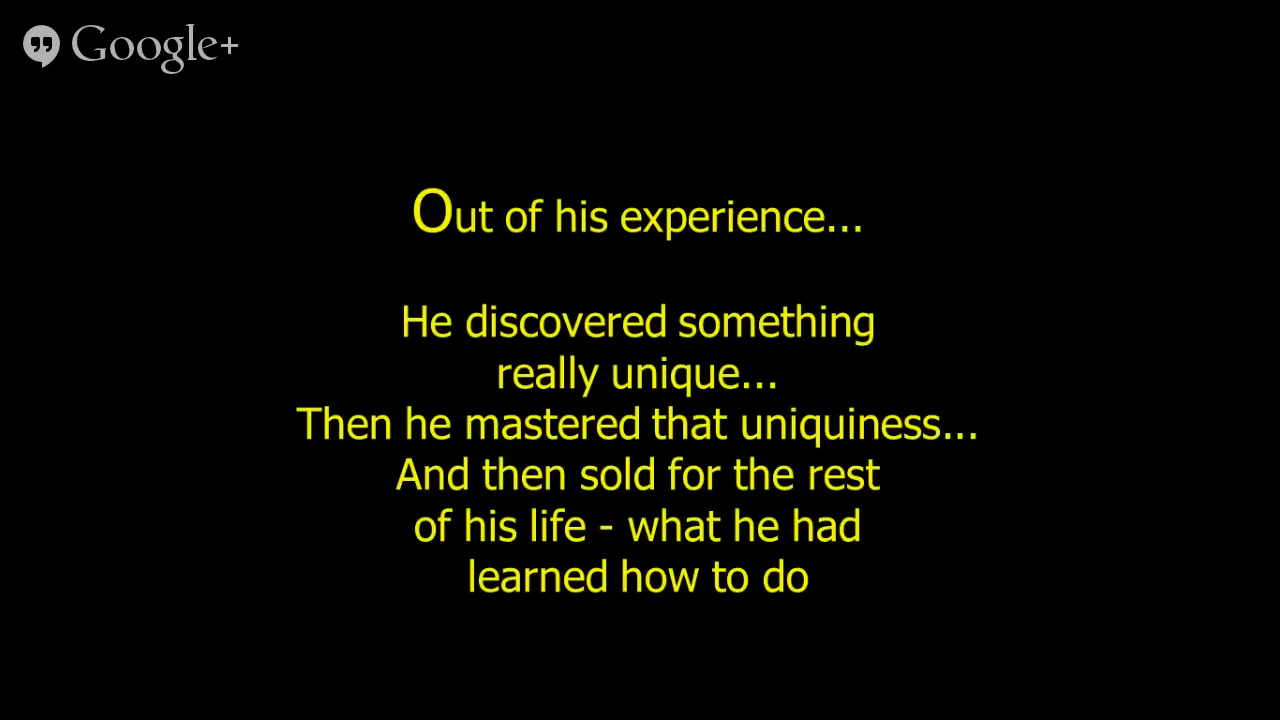 Google+
Out of his experience...
He discovered something
really unique...
Then he mastered that uniquiness...
And then sold for the rest
of his life - what he had
learned how to do